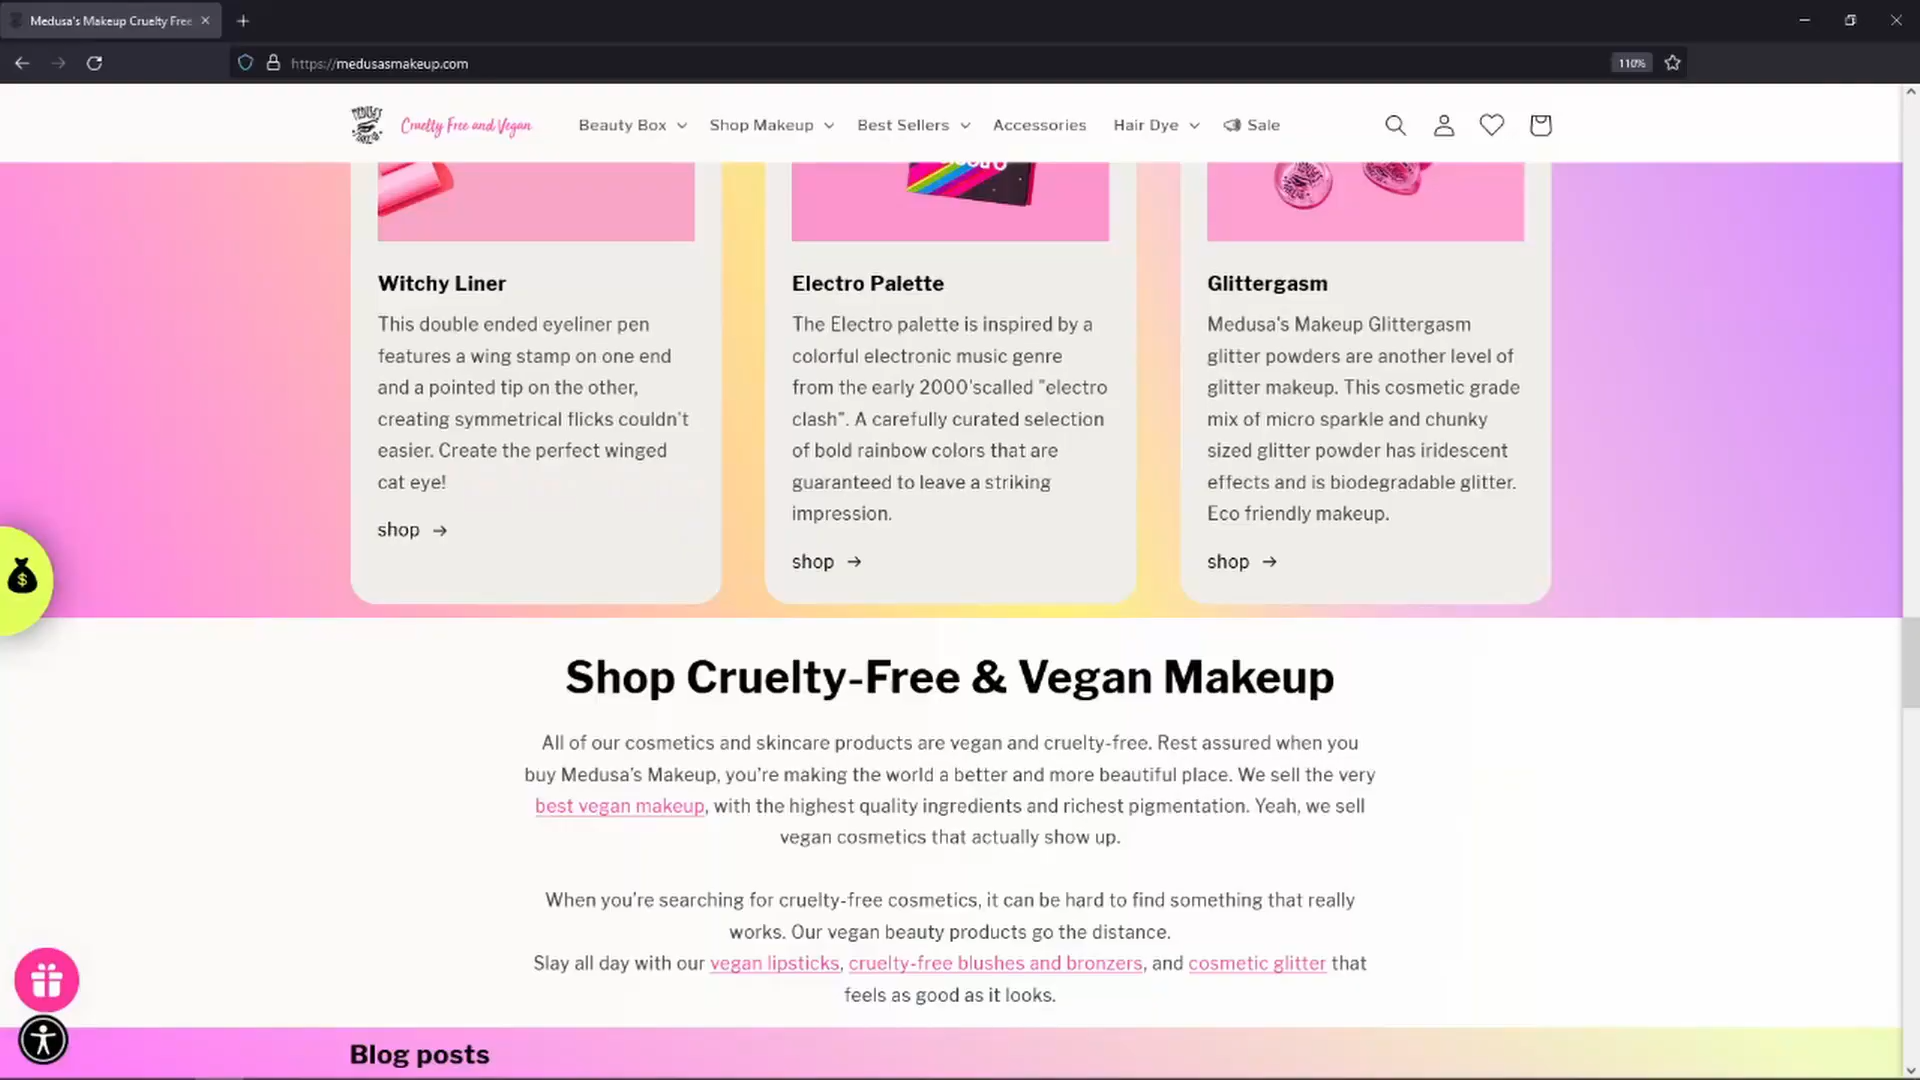 Medusa's Makeup Cruelty Free
https://medusasmakeup.com
110%
Cruelty Free and Vegan
Beauty Box
Shop Makeup
Best Sellers
Accessories
Hair Dye
Sale
Witchy Liner
This double ended eyeliner pen
features a wing stamp on one end
and a pointed tip on the other,
creating symmetrical flicks couldn't
easier. Create the perfect winged
cat eye!
shop →
Electro Palette
The Electro palette is inspired by a
colorful electronic music genre
from the early 2000'scalled "electro
clash". A carefully curated selection
of bold rainbow colors that are
guaranteed to leave a striking
impression.
shop →
Glittergasm
Medusa's Makeup Glittergasm
glitter powders are another level of
glitter makeup. This cosmetic grade
mix of micro sparkle and chunky
sized glitter powder has iridescent
effects and is biodegradable glitter.
Eco friendly makeup.
shop →
Shop Cruelty-Free & Vegan Makeup
All of our cosmetics and skincare products are vegan and cruelty-free. Rest assured when you
buy Medusa's Makeup, you're making the world a better and more beautiful place. We sell the very
best vegan makeup, with the highest quality ingredients and richest pigmentation. Yeah, we sell
vegan cosmetics that actually show up.
When you're searching for cruelty-free cosmetics, it can be hard to find something that really
works. Our vegan beauty products go the distance.
Slay all day with our vegan lipsticks, cruelty-free blushes and bronzers, and cosmetic glitter that
feels as good as it looks.
Blog posts